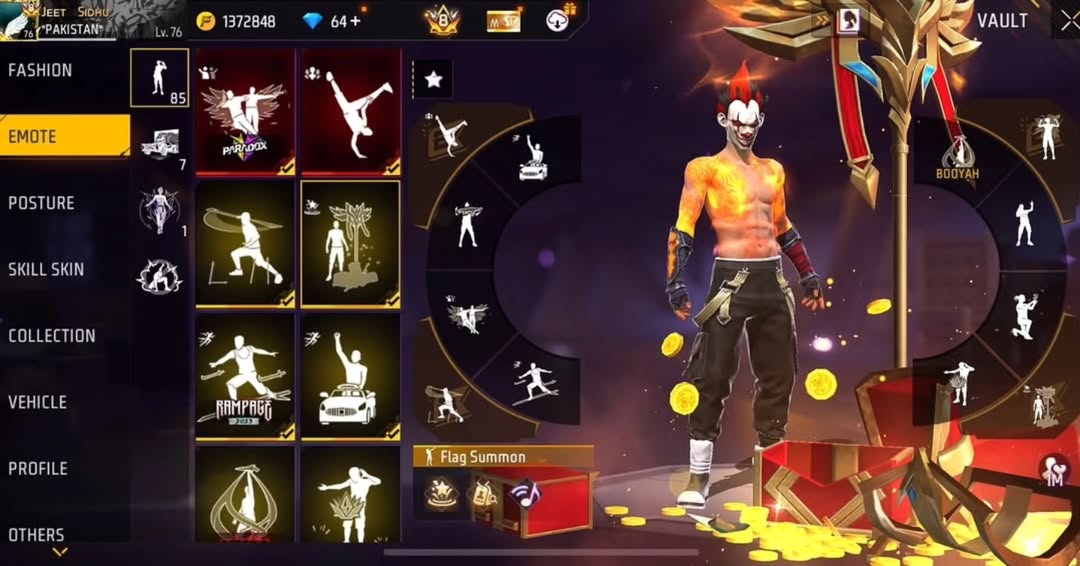 JEET SIDHU
*PAKISTAN*
76
Lv. 76
1372848
64+
B
VAULT
FASHION
85
EMOTE
7
POSTURE
1
SKILL SKIN
COLLECTION
VEHICLE
PROFILE
OTHERS
PARADOX
RAMPAGE
2023
BOOYAH
Flag Summon
1M